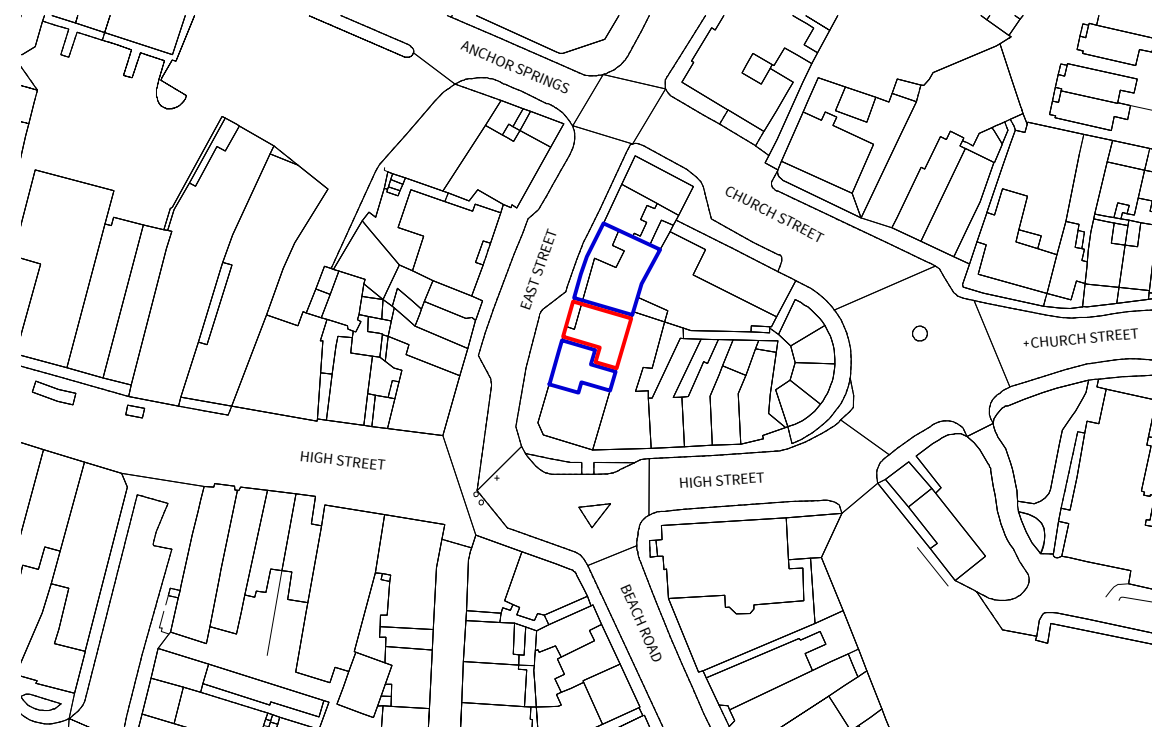 ANCHOR SPRINGS
CHURCH STREET
EAST STREET
+CHURCH STREET
HIGH STREET
HIGH STREET
BEACH ROAD